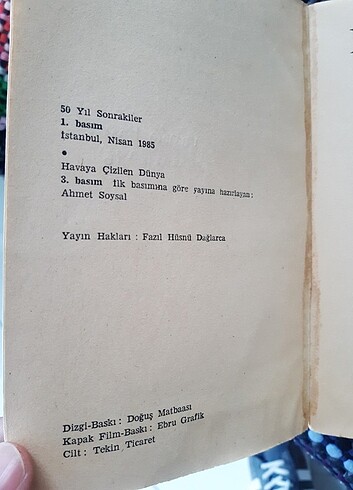 50 Yıl Sonrakiler
1. basım
İstanbul, Nisan 1985
•
Havaya Çizilen Dünya
3. basım ilk basımına göre yayına hazırlayan:
Ahmet Soysal
Yayın Hakları : Fazıl Hüsnü Dağlarca
Dizgi-Baskı : Doğuş Matbaası
Kapak Film-Baskı : Ebru Grafik
Cilt : Tekin Ticaret